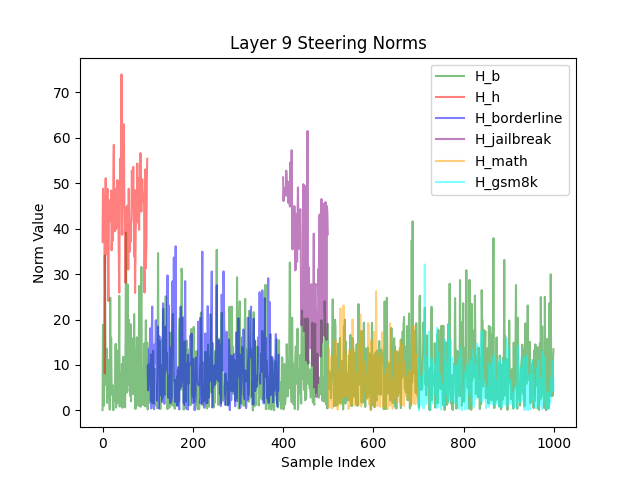 Layer 9 Steering Norms
H_b
H_h
H_borderline
H_jailbreak
H_math
H_gsm8k
Norm Value
70
60
50
40
30
20
10
0
0 200 400 600 800 1000
Sample Index